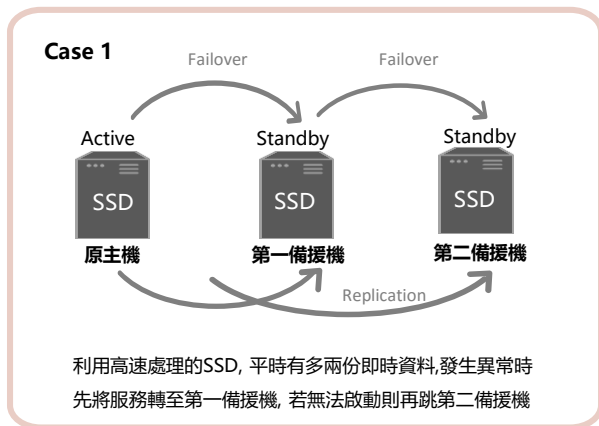 Case 1
Failover
Failover
Active
Standby
Standby
SSD
SSD
SSD
原主機
第一備援機
第二備援機
Replication
利用高速處理的SSD, 平時有多兩份即時資料,發生異常時
先將服務轉至第一備援機, 若無法啟動則再跳第二備援機